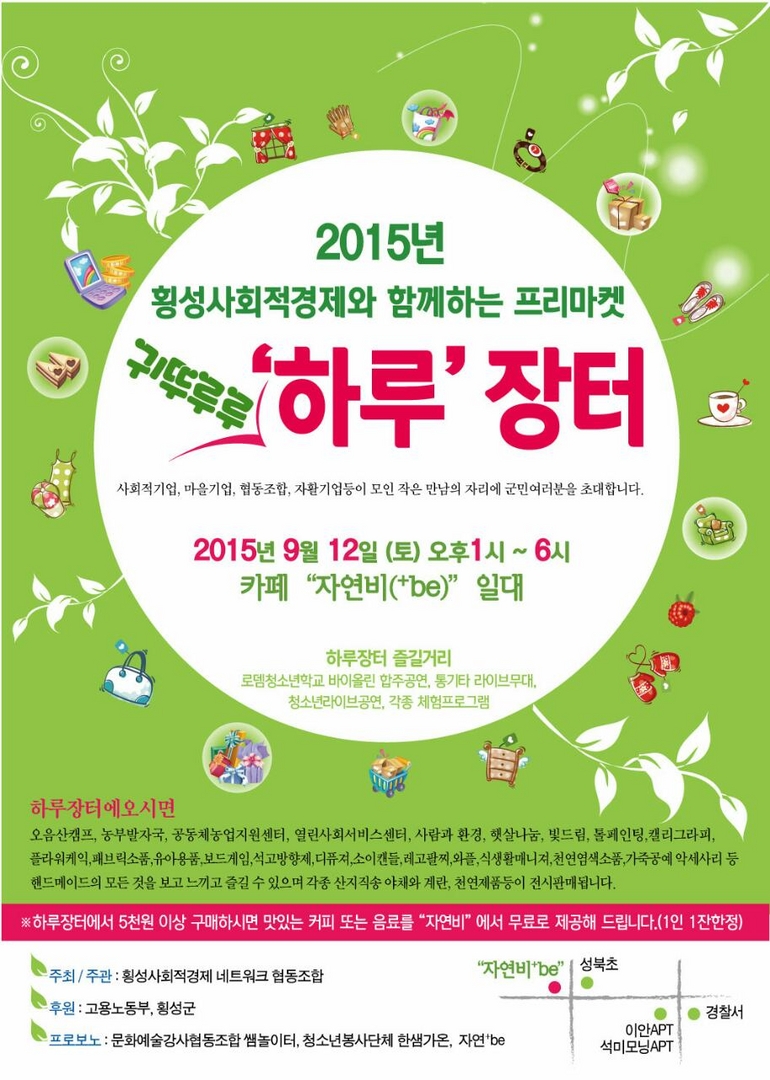 2015년
횡성사회적경제와 함께하는 프리마켓
귀뚜루루
'하루' 장터
사회적기업, 마을기업, 협동조합, 자활기업등이 모인 작은 만남의 자리에 군민여러분을 초대합니다.
2015년 9월 12일 (토) 오후1시 ~ 6시
카페 "자연비(+be)" 일대
하루장터 즐길거리
로뎀청소년학교 바이올린 합주공연, 통기타 라이브무대,
청소년라이브공연, 각종 체험프로그램
하루장터에오시면
오음산캠프, 농부발자국, 공동체농업지원센터, 열린사회서비스센터, 사람과 환경, 햇살나눔, 빛드림, 톨페인팅,캘리그라피,
플라워케익,패브릭소품,유아용품,보드게임,석고방향제,디퓨져,소이캔들,레고팔찌,와플,식생활매니져,천연염색소품,가죽공예 악세사리 등
핸드메이드의 모든 것을 보고 느끼고 즐길 수 있으며 각종 산지직송 야채와 계란, 천연제품등이 전시판매됩니다.
※하루장터에서 5천원 이상 구매하시면 맛있는 커피 또는 음료를 "자연비" 에서 무료로 제공해 드립니다.(1인 1잔한정)
주최 / 주관 : 횡성사회적경제 네트워크 협동조합
후원 : 고용노동부, 횡성군
프로보노 : 문화예술강사협동조합 쌤놀이터, 청소년봉사단체 한샘가온, 자연+be
"자연비+be"
성북초
경찰서
이안APT
석미모닝APT